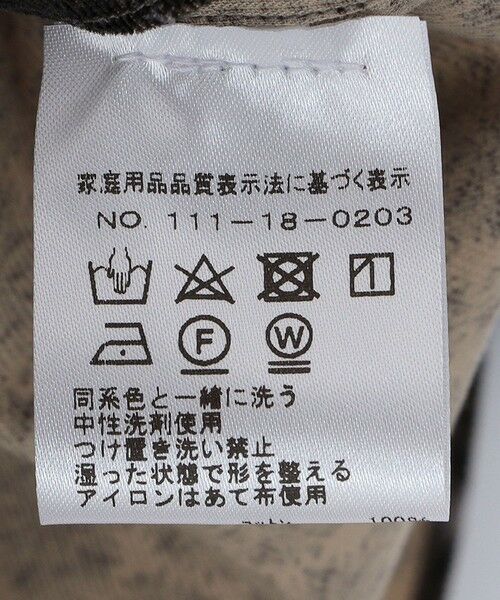 家庭用品品質表示法に基づく表示
NO. 111-18-0203
F W
同系色と一緒に洗う
中性洗剤使用
つけ置き洗い禁止
湿った状態で形を整える
アイロンはあて布使用